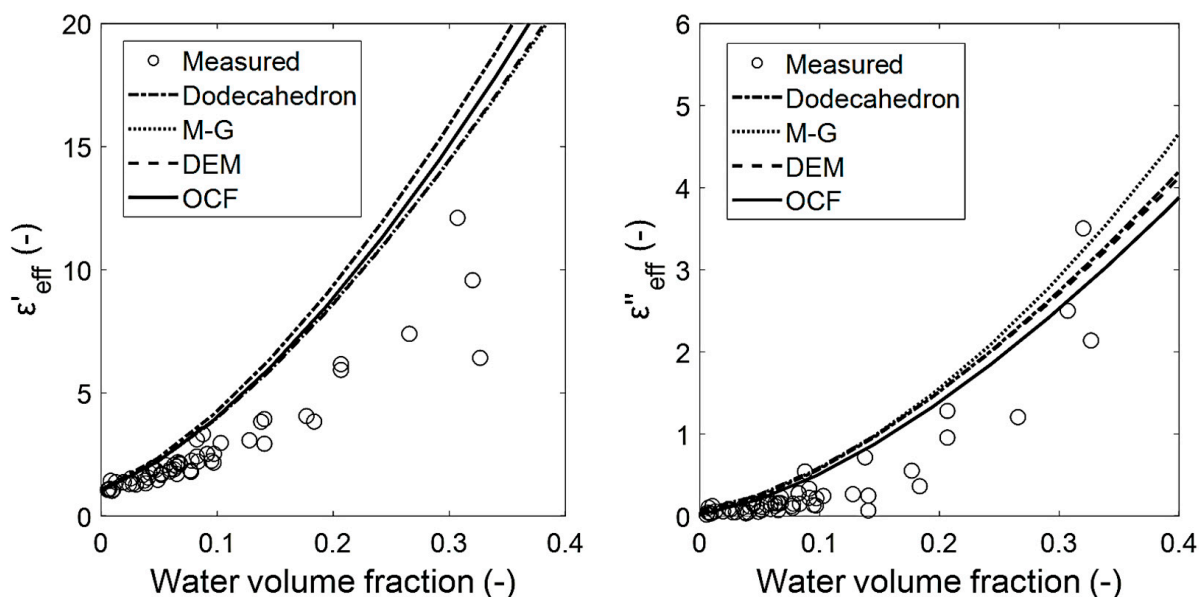 20
15
10
5
0
0
0.1
0.2
0.3
0.4
ε'eff (-)
Water volume fraction (-)
Measured
Dodecahedron
M-G
DEM
OCF
6
5
4
3
2
1
0
0
0.1
0.2
0.3
0.4
ε"eff (-)
Water volume fraction (-)
Measured
Dodecahedron
M-G
DEM
OCF